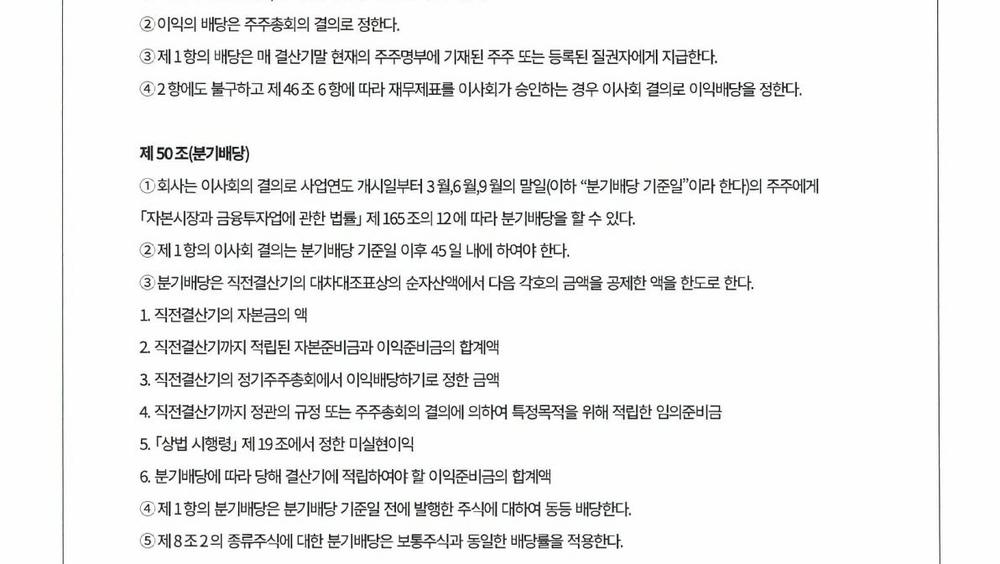 ②이익의 배당은 주주총회의 결의로 정한다.
③제1항의 배당은 매 결산기말 현재의 주주명부에 기재된 주주 또는 등록된 질권자에게 지급한다.
④2항에도 불구하고 제46조 6항에 따라 재무제표를 이사회가 승인하는 경우 이사회 결의로 이익배당을 정한다.
제50조(분기배당)
①회사는 이사회의 결의로 사업연도 개시일부터 3월,6월,9월의 말일(이하 “분기배당 기준일”이라 한다)의 주주에게
「자본시장과 금융투자업에 관한 법률」 제165조의12에 따라 분기배당을 할 수 있다.
②제1항의 이사회 결의는 분기배당 기준일 이후 45일 내에 하여야 한다.
③분기배당은 직전결산기의 대차대조표상의 순자산액에서 다음 각호의 금액을 공제한 액을 한도로 한다.
1. 직전결산기의 자본금의 액
2. 직전결산기까지 적립된 자본준비금과 이익준비금의 합계액
3. 직전결산기의 정기주주총회에서 이익배당하기로 정한 금액
4. 직전결산기까지 정관의 규정 또는 주주총회의 결의에 의하여 특정목적을 위해 적립한 임의준비금
5. 「상법 시행령」 제19조에서 정한 미실현이익
6. 분기배당에 따라 당해 결산기에 적립하여야 할 이익준비금의 합계액
④제1항의 분기배당은 분기배당 기준일 전에 발행한 주식에 대하여 동등 배당한다.
⑤제8조2의 종류주식에 대한 분기배당은 보통주식과 동일한 배당률을 적용한다.